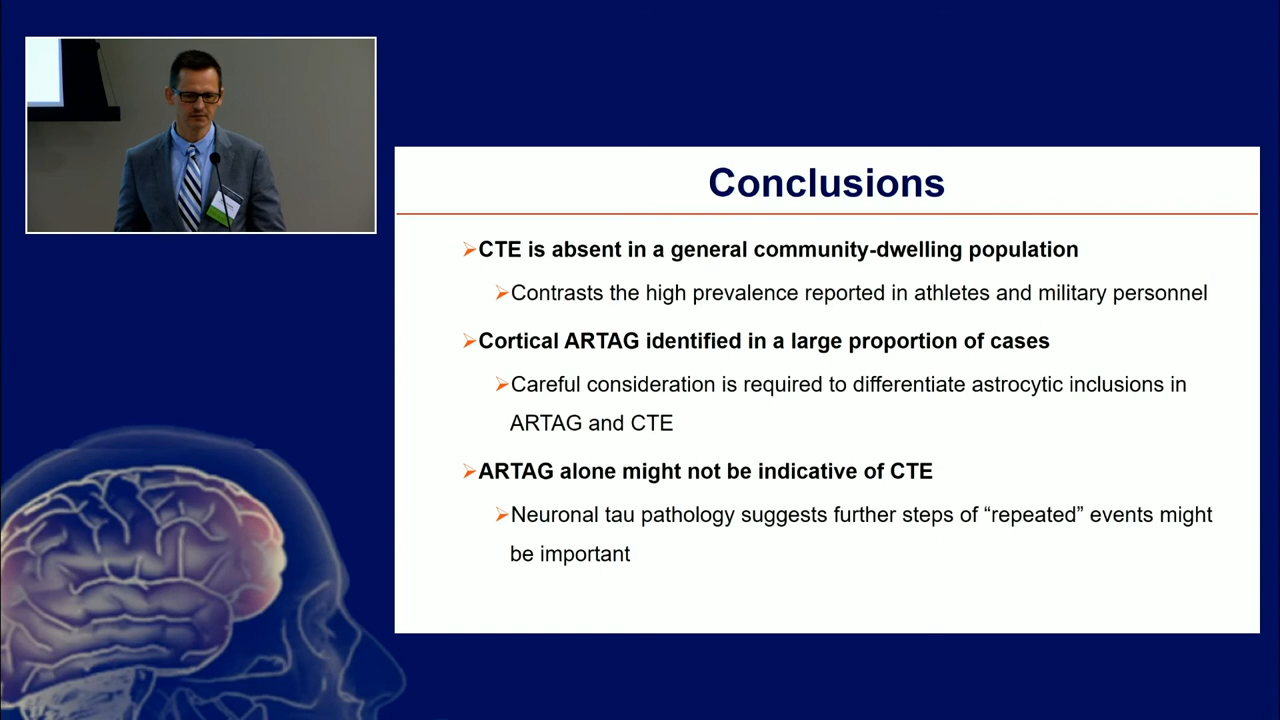 Conclusions
➢CTE is absent in a general community-dwelling population
➢Contrasts the high prevalence reported in athletes and military personnel
➢Cortical ARTAG identified in a large proportion of cases
➢Careful consideration is required to differentiate astrocytic inclusions in
ARTAG and CTE
➢ARTAG alone might not be indicative of CTE
➢Neuronal tau pathology suggests further steps of “repeated” events might
be important